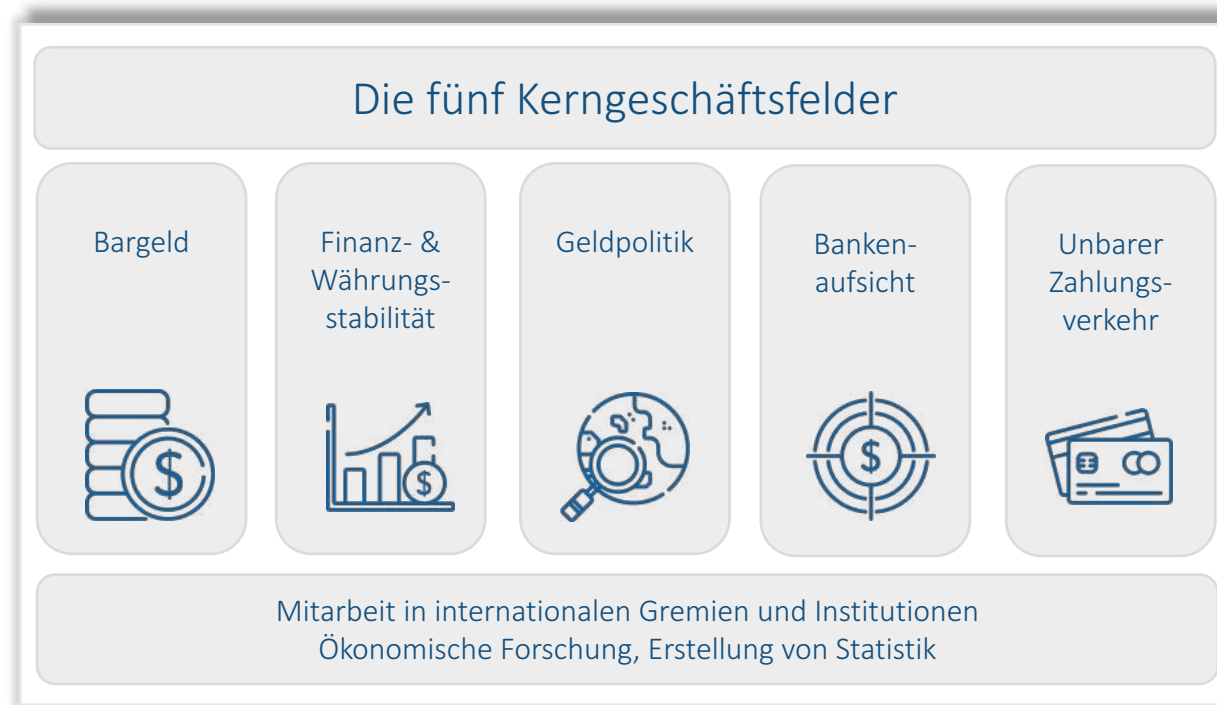 Die fünf Kerngeschäftsfelder
Bargeld
Finanz- &
Währungs-
stabilität
Geldpolitik
Banken-
aufsicht
Unbarer
Zahlungs-
verkehr
$
$
$
Mitarbeit in internationalen Gremien und Institutionen
Ökonomische Forschung, Erstellung von Statistik